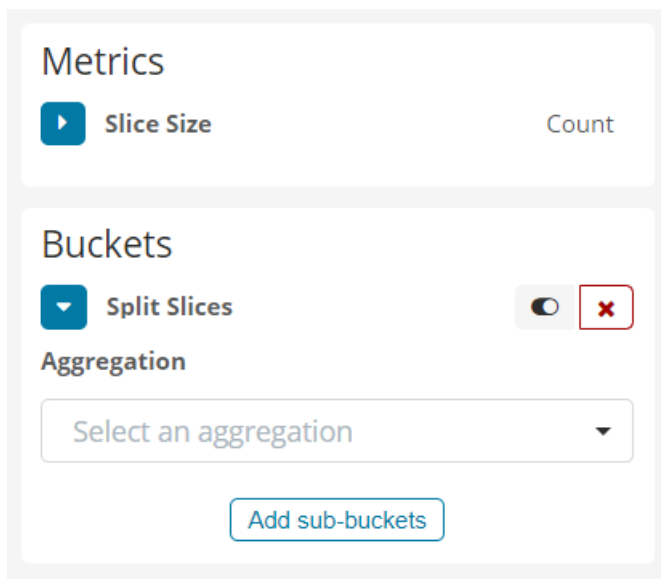 Metrics
Slice Size Count
Buckets
Split Slices
Aggregation
Select an aggregation
Add sub-buckets